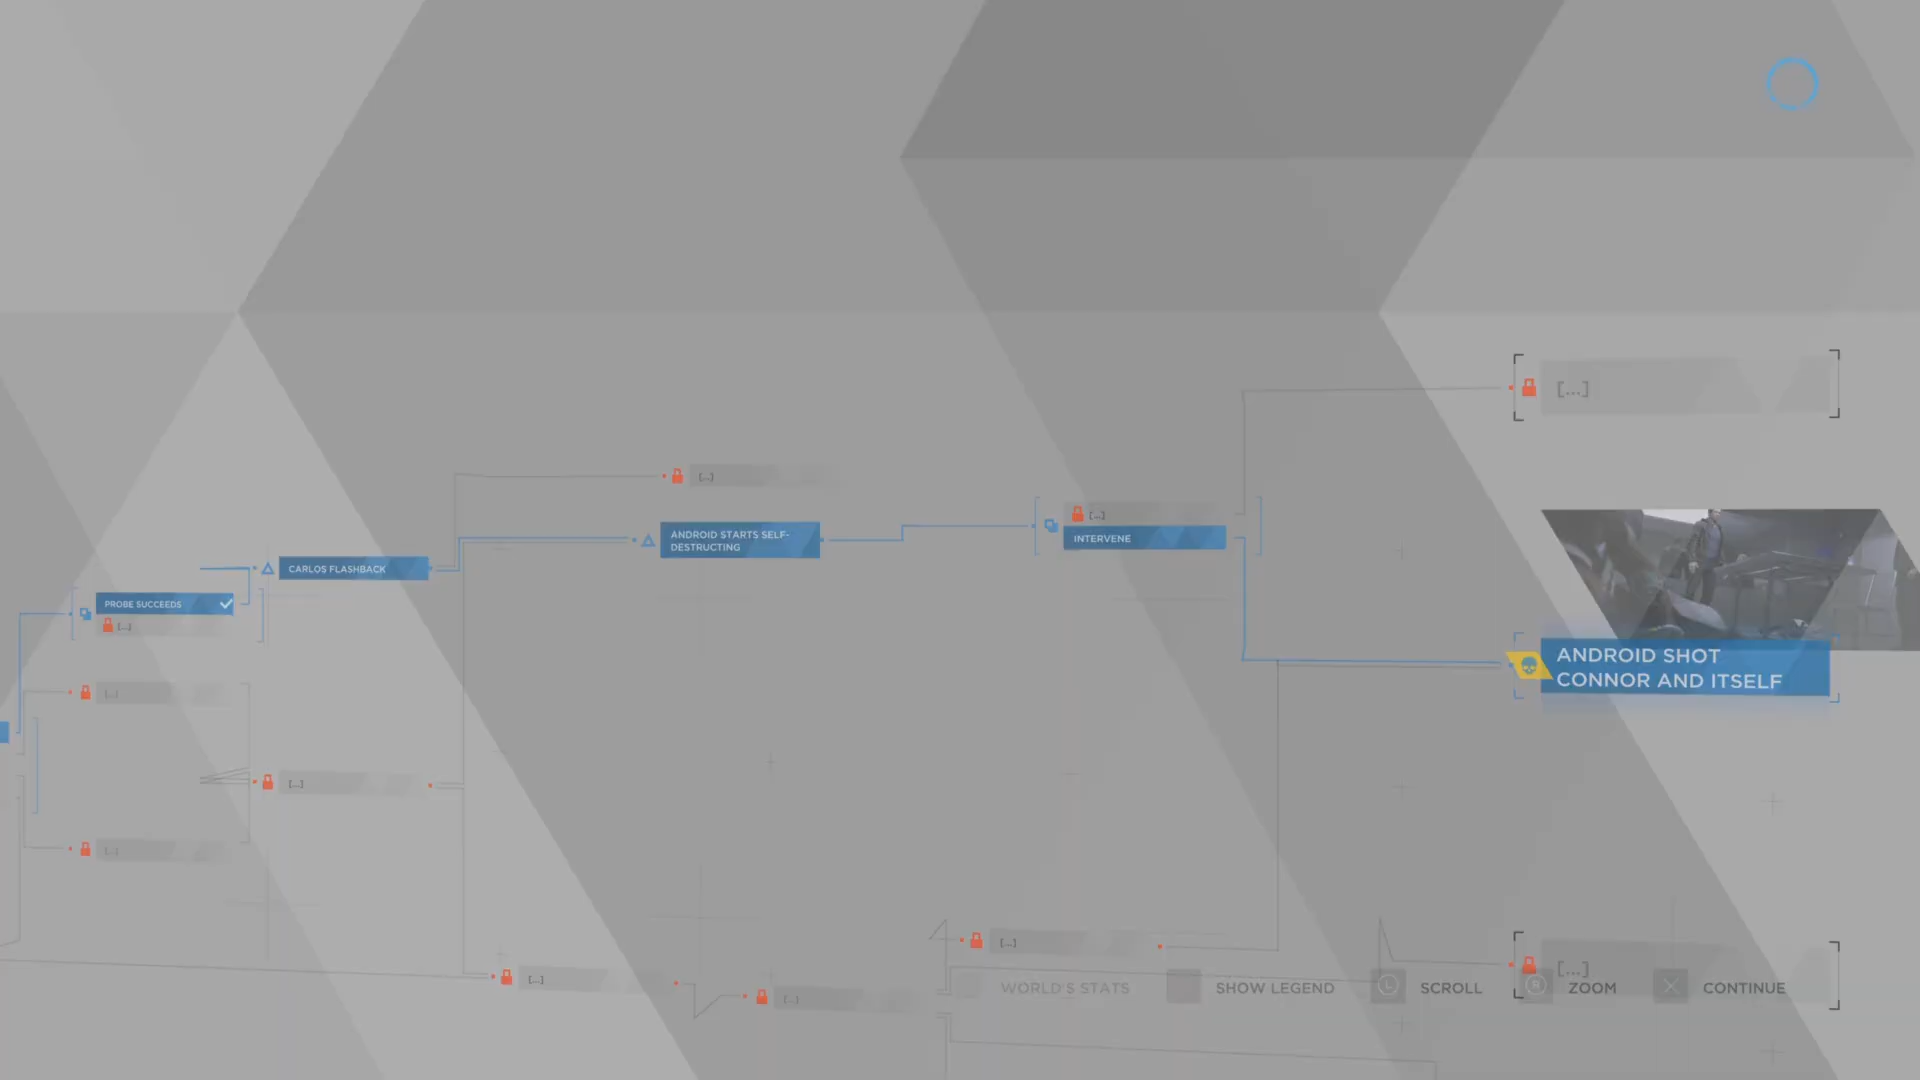 [...]
[...]
[...]
ANDROID STARTS SELF-
DESTRUCTING
INTERVENE
CARLOS FLASHBACK
PROBE SUCCEEDS
[...]
ANDROID SHOT
CONNOR AND ITSELF
[...]
[...]
[...]
[...]
[...]
[...]
[...]
WORLD'S STATS
SHOW LEGEND
L
SCROLL
R
ZOOM
CONTINUE